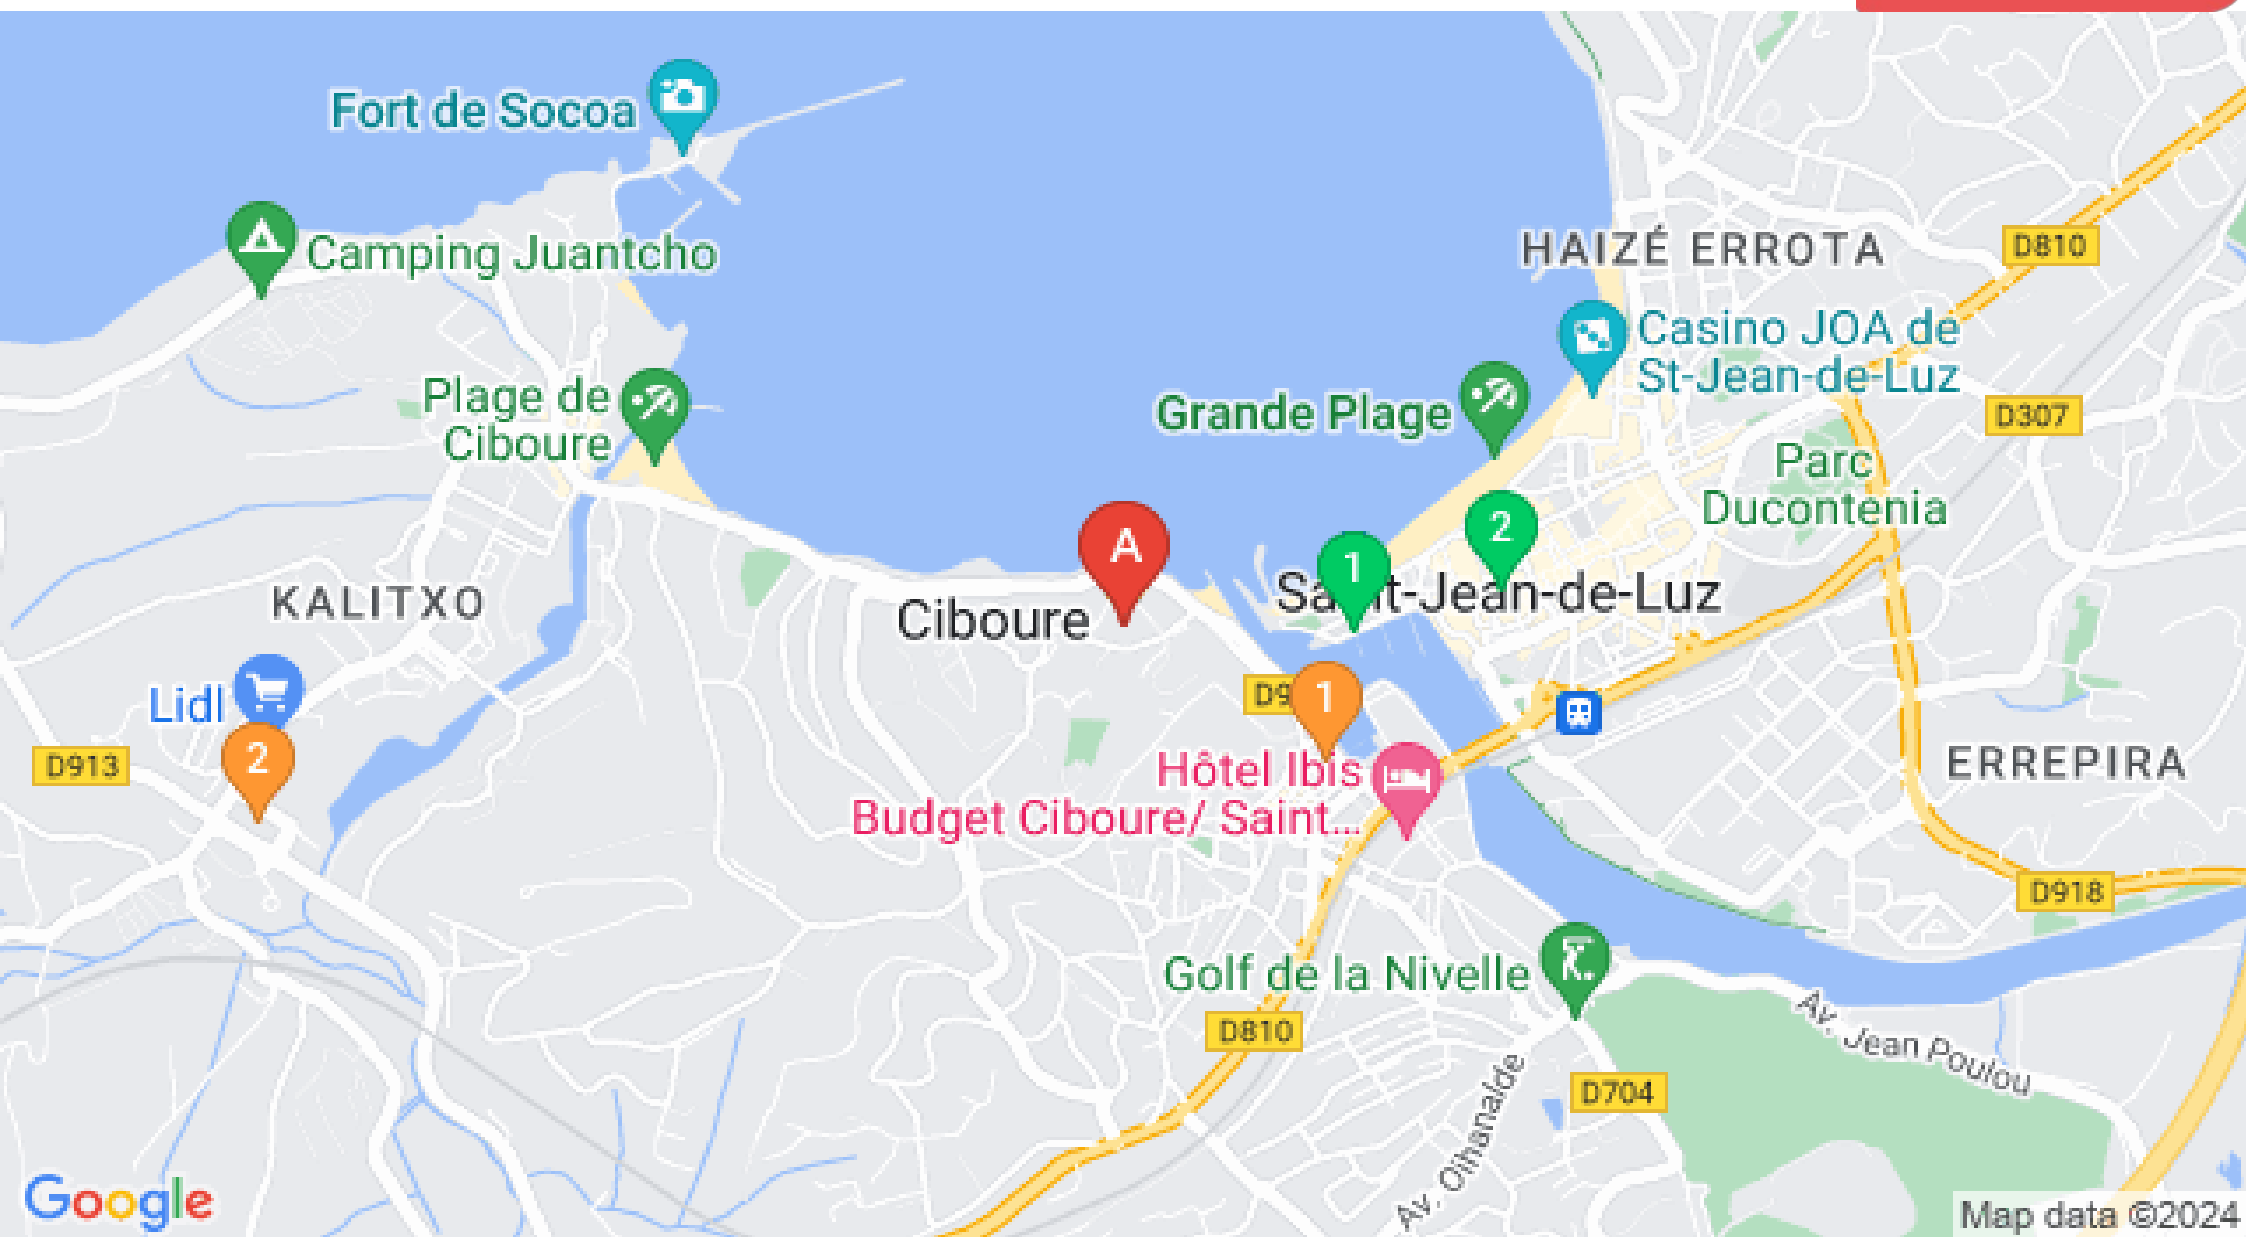 Fort de Socoa
Camping Juantcho
HAIZÉ ERROTA
D810
Casino JOA de
St-Jean-de-Luz
Plage de
Ciboure
Grande Plage
D307
Parc
Ducontenia
A
1
2
Saint-Jean-de-Luz
Ciboure
KALITXO
Lidl
D9
1
D913
2
Hôtel Ibis
Budget Ciboure/ Saint...
ERREPIRA
D918
Golf de la Nivelle
D810
Av. Jean Poulou
D704
Av. Oihanalde
Google
Map data ©2024